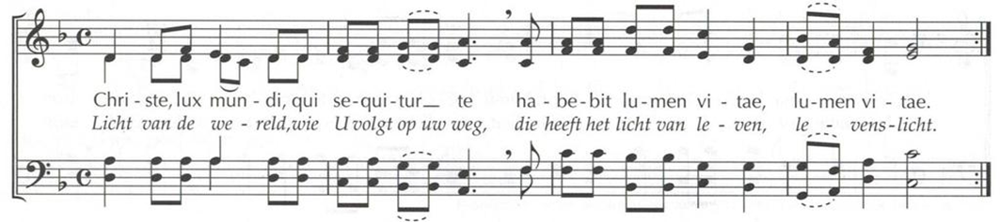 Chri - ste, lux mun - di, qui se - qui - tur_ te ha - be - bit lu - men vi - tae, lu - men vi - tae.
Licht van de we - reld, wie U volgt op uw weg, die heeft het licht van le - ven, le - vens - licht.